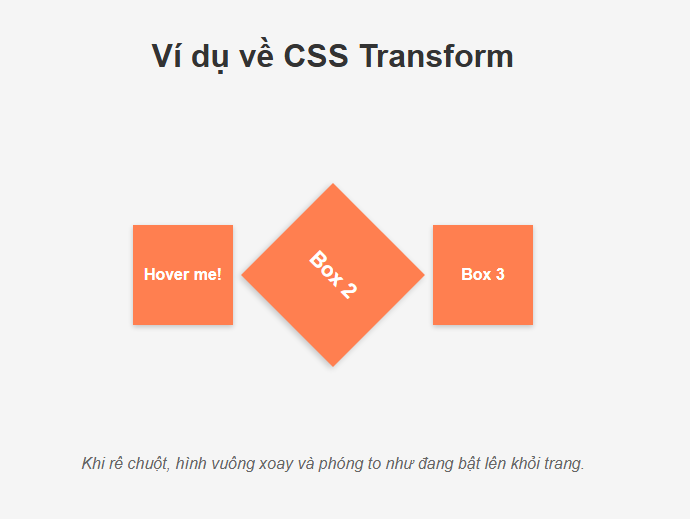 Ví dụ về CSS Transform
Hover me!
Box 2
Box 3
Khi rê chuột, hình vuông xoay và phóng to như đang bật lên khỏi trang.